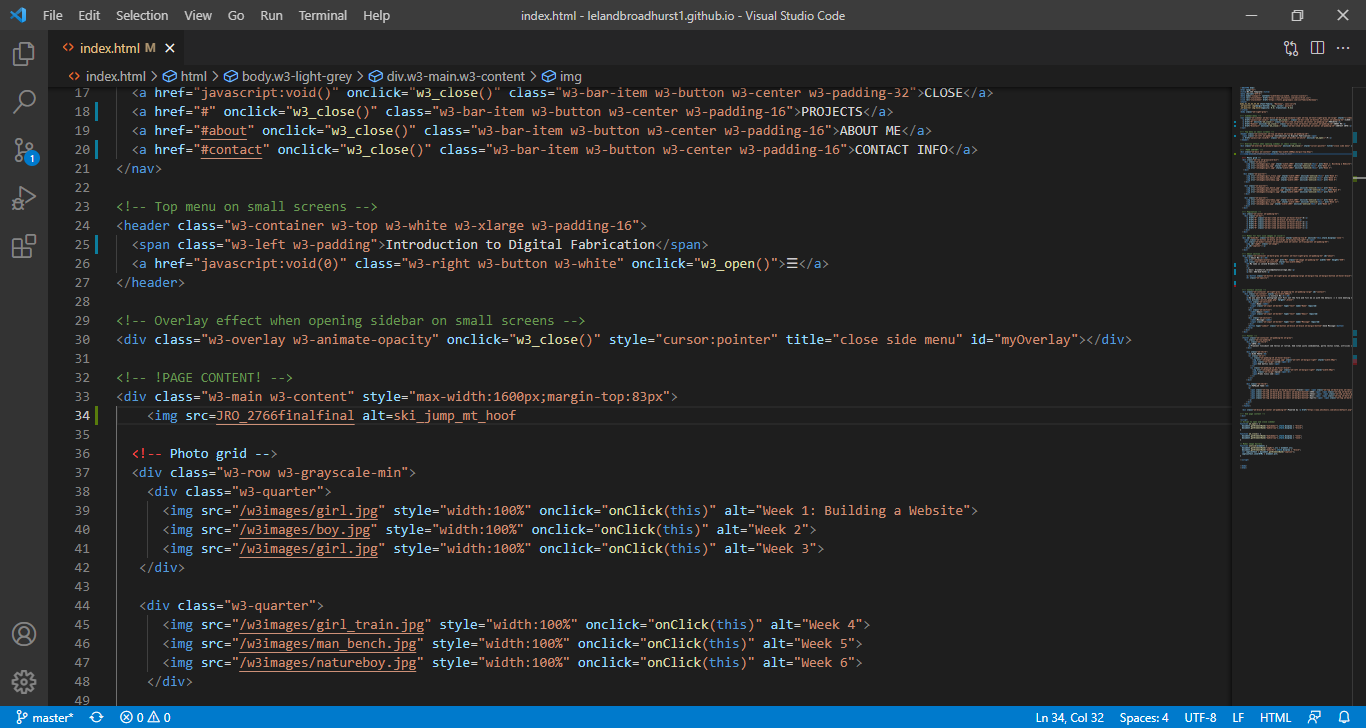 File Edit Selection View Go Run Terminal Help index.html - lelandbroadhurst1.github.io - Visual Studio Code
index.html M
index.html > html > body.w3-light-grey > div.w3-main.w3-content > img
17 <a href="javascript:void()" onclick="w3_close()" class="w3-bar-item w3-button w3-center w3-padding-32">CLOSE</a>
18 <a href="#" onclick="w3_close()" class="w3-bar-item w3-button w3-center w3-padding-16">PROJECTS</a>
19 <a href="#about" onclick="w3_close()" class="w3-bar-item w3-button w3-center w3-padding-16">ABOUT ME</a>
20 <a href="#contact" onclick="w3_close()" class="w3-bar-item w3-button w3-center w3-padding-16">CONTACT INFO</a>
21 </nav>
22
23 <!-- Top menu on small screens -->
24 <header class="w3-container w3-top w3-white w3-xlarge w3-padding-16">
25 <span class="w3-left w3-padding">Introduction to Digital Fabrication</span>
26 <a href="javascript:void(0)" class="w3-right w3-button w3-white" onclick="w3_open()">☰</a>
27 </header>
28
29 <!-- Overlay effect when opening sidebar on small screens -->
30 <div class="w3-overlay w3-animate-opacity" onclick="w3_close()" style="cursor:pointer" title="close side menu" id="myOverlay"></div>
31
32 <!-- !PAGE CONTENT! -->
33 <div class="w3-main w3-content" style="max-width:1600px;margin-top:83px">
34 <img src=JRO_2766finalfinal alt=ski_jump_mt_hoof
35
36 <!-- Photo grid -->
37 <div class="w3-row w3-grayscale-min">
38 <div class="w3-quarter">
39 <img src="/w3images/girl.jpg" style="width:100%" onclick="onClick(this)" alt="Week 1: Building a Website">
40 <img src="/w3images/boy.jpg" style="width:100%" onclick="onClick(this)" alt="Week 2">
41 <img src="/w3images/girl.jpg" style="width:100%" onclick="onClick(this)" alt="Week 3">
42 </div>
43
44 <div class="w3-quarter">
45 <img src="/w3images/girl_train.jpg" style="width:100%" onclick="onClick(this)" alt="Week 4">
46 <img src="/w3images/man_bench.jpg" style="width:100%" onclick="onClick(this)" alt="Week 5">
47 <img src="/w3images/natureboy.jpg" style="width:100%" onclick="onClick(this)" alt="Week 6">
48 </div>
49
1
master* 0 0 Ln 34, Col 32 Spaces: 4 UTF-8 LF HTML